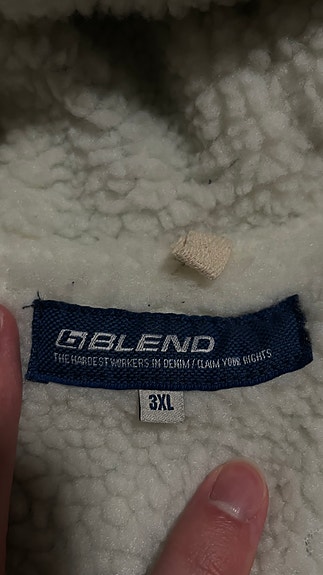 BLEND
THE HARDEST WORKERS IN DENIM / CLAIM YOUR RIGHTS
3XL